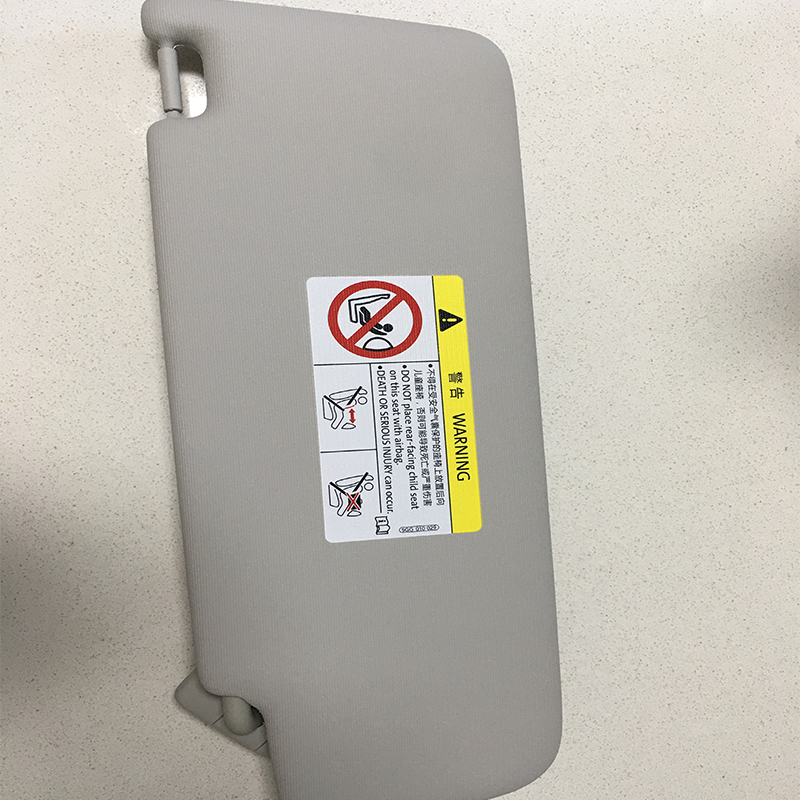 警告 WARNING
•不得在受安全气囊保护的座椅上放置后向
儿童座椅，否则可能导致死亡或严重伤害
•DO NOT place rear-facing child seat
on this seat with airbag.
•DEATH OR SERIOUS INJURY can occur.